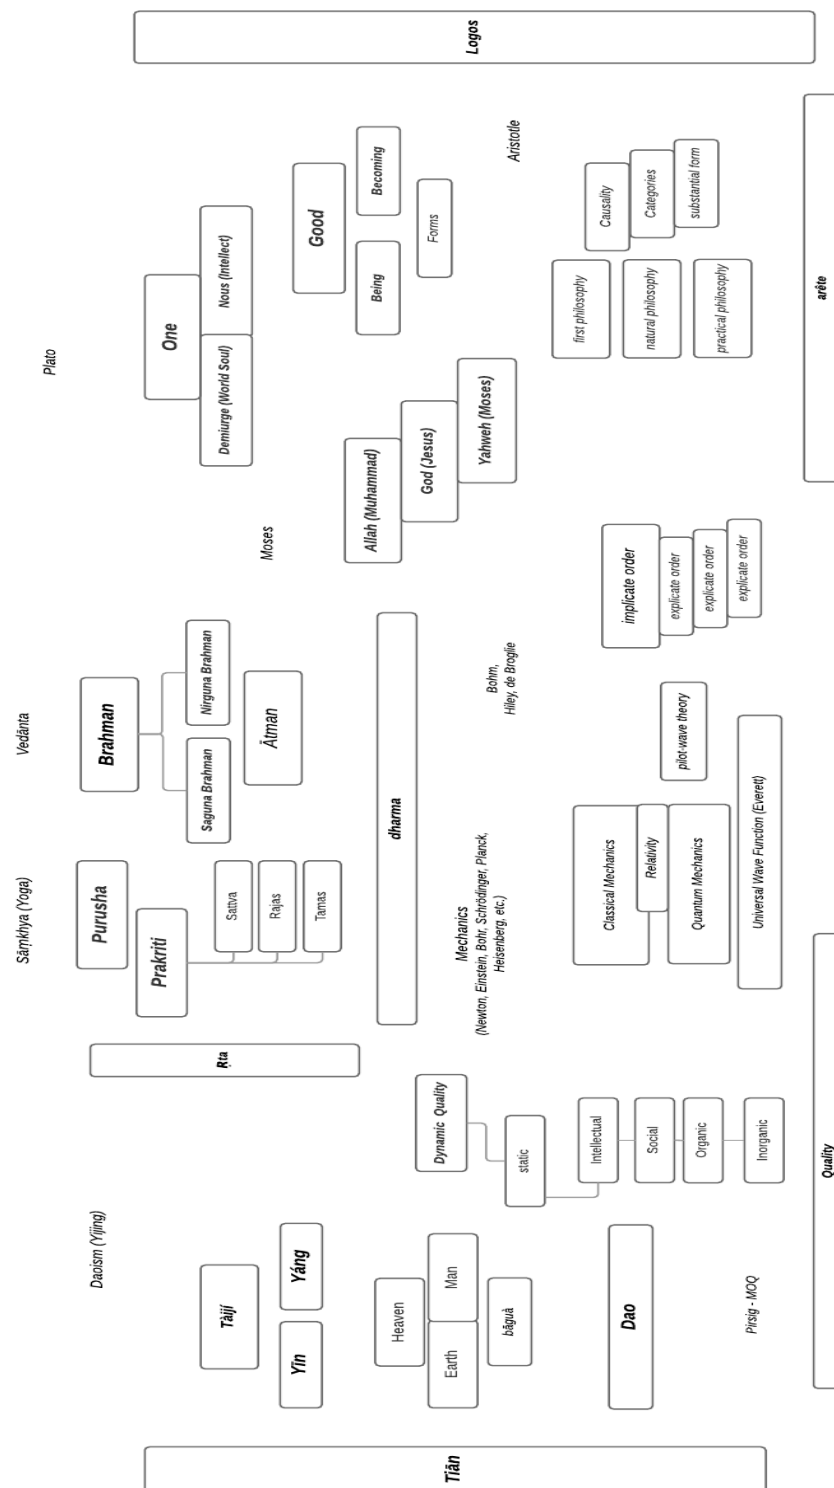 Tiān
Daoism (Yijing)
Tàijí
Yīn
Yáng
Heaven
Earth
Man
bāguà
Dao
Ṛta
Sāṃkhya (Yoga)
Purusha
Prakriti
Sattva
Rajas
Tamas
Vedānta
Brahman
Saguna Brahman
Nirguna Brahman
Ātman
dharma
Moses
Allah (Muhammad)
God (Jesus)
Yahweh (Moses)
Plato
One
Demiurge (World Soul)
Nous (Intellect)
Good
Being
Becoming
Forms
Logos
Pirsig - MOQ
Dynamic Quality
static
Intellectual
Social
Organic
Inorganic
Quality
Mechanics
(Newton, Einstein, Bohr, Schrödinger, Planck,
Heisenberg, etc.)
Classical Mechanics
Relativity
Quantum Mechanics
Universal Wave Function (Everett)
Bohm,
Hiley, de Broglie
pilot-wave theory
implicate order
explicate order
explicate order
explicate order
Aristotle
first philosophy
natural philosophy
practical philosophy
Causality
Categories
substantial form
arête